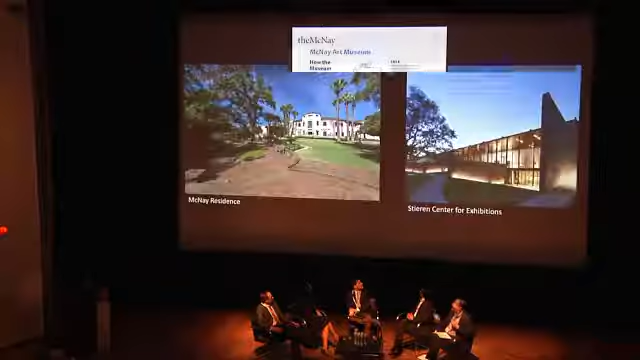 theMcNay
McNay Art Museum
How the
Museum
McNay Residence
Stieren Center for Exhibitions